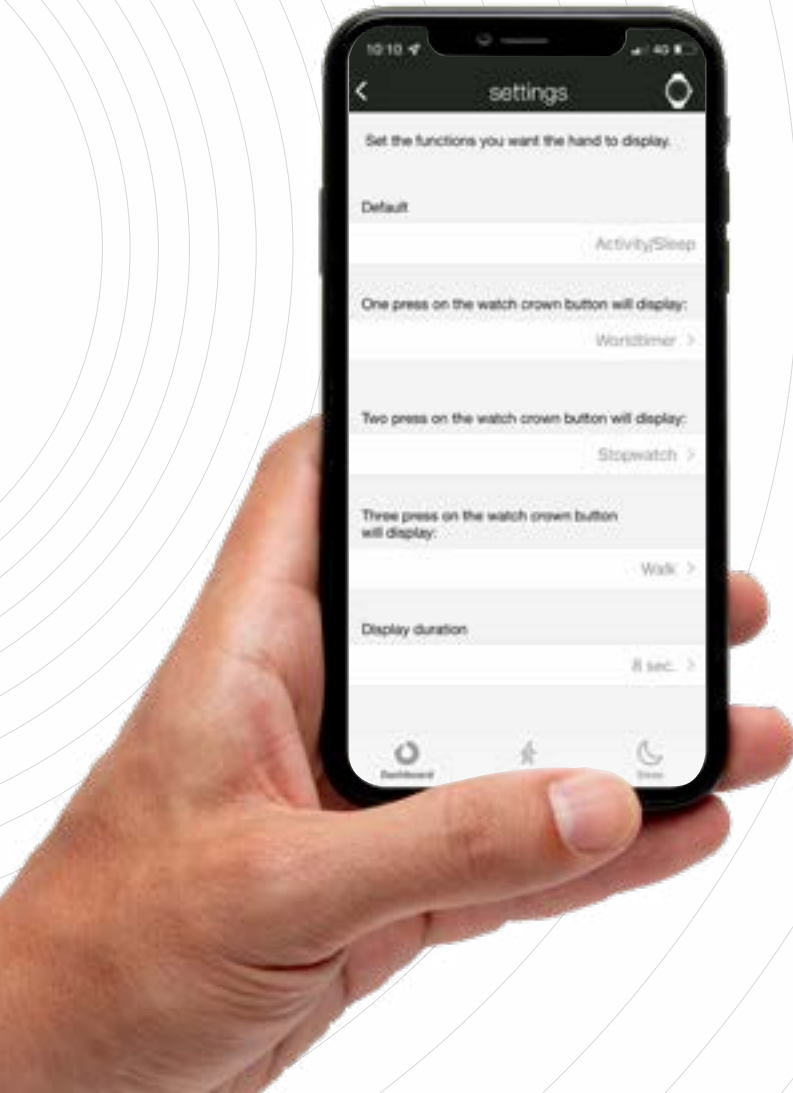 10:10
4G
settings
Set the functions you want the hand to display.
Default
Activity/Sleep
One press on the watch crown button will display:
Worldtimer >
Two press on the watch crown button will display:
Stopwatch >
Three press on the watch crown button
will display:
Walk >
Display duration
8 sec. >
Dashboard
Sleep